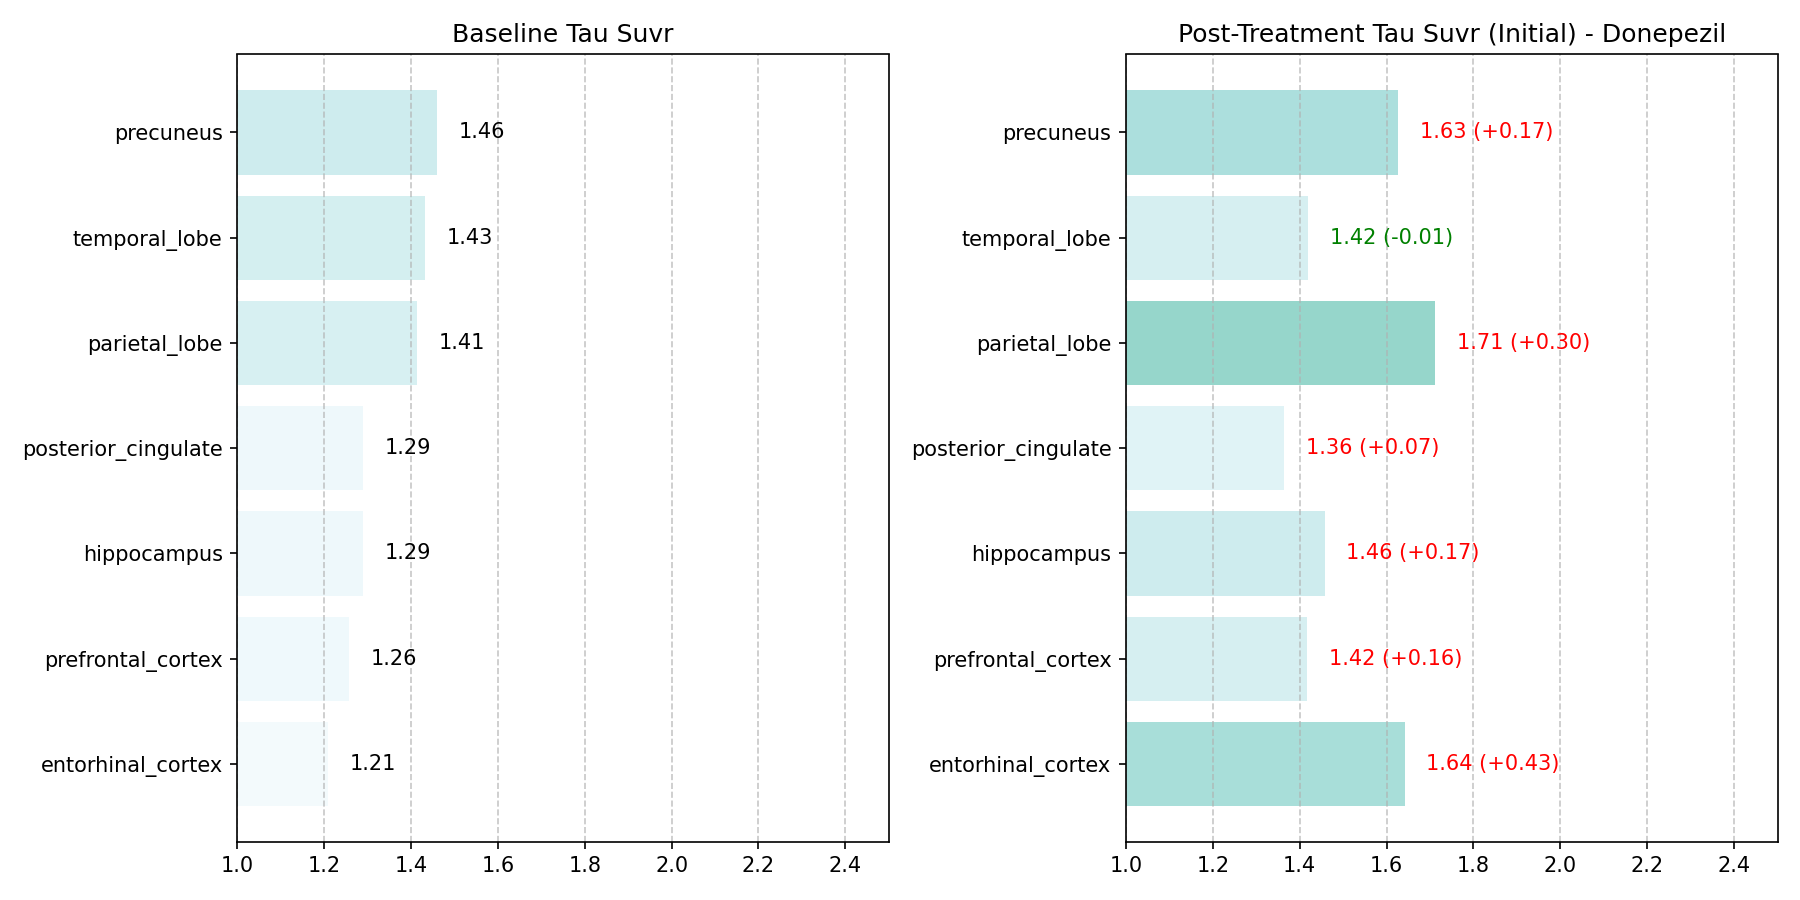 Baseline Tau Suvr
precuneus
1.46
temporal_lobe
1.43
parietal_lobe
1.41
posterior_cingulate
1.29
hippocampus
1.29
prefrontal_cortex
1.26
entorhinal_cortex
1.21
1.0 1.2 1.4 1.6 1.8 2.0 2.2 2.4
Post-Treatment Tau Suvr (Initial) - Donepezil
precuneus
1.63 (+0.17)
temporal_lobe
1.42 (-0.01)
parietal_lobe
1.71 (+0.30)
posterior_cingulate
1.36 (+0.07)
hippocampus
1.46 (+0.17)
prefrontal_cortex
1.42 (+0.16)
entorhinal_cortex
1.64 (+0.43)
1.0 1.2 1.4 1.6 1.8 2.0 2.2 2.4